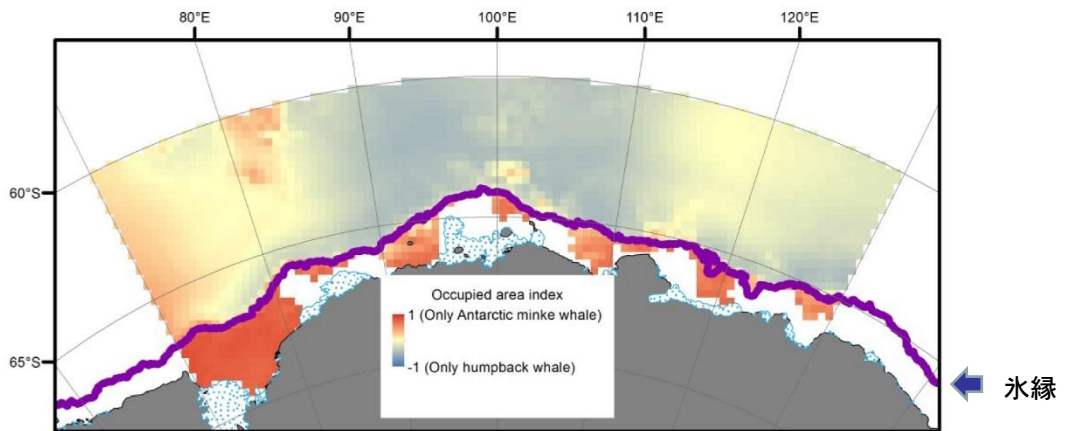 80°E 90°E 100°E 110°E 120°E
60°S
65°S
Occupied area index
1 (Only Antarctic minke whale)
-1 (Only humpback whale)
氷縁